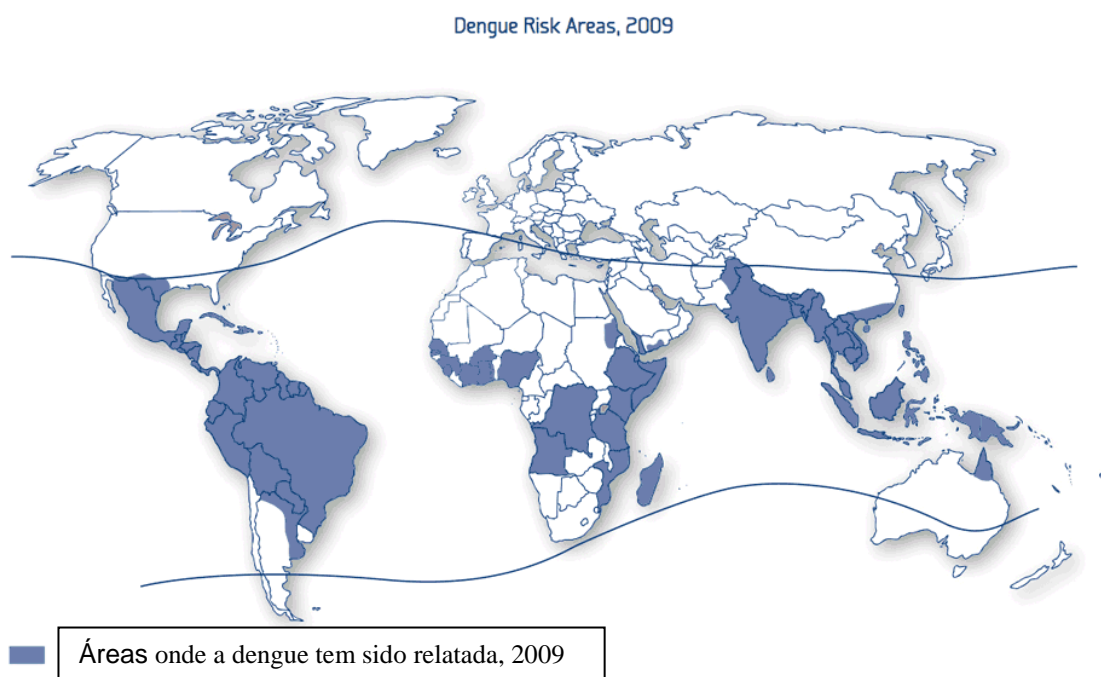 Dengue Risk Areas, 2009
Áreas onde a dengue tem sido relatada, 2009